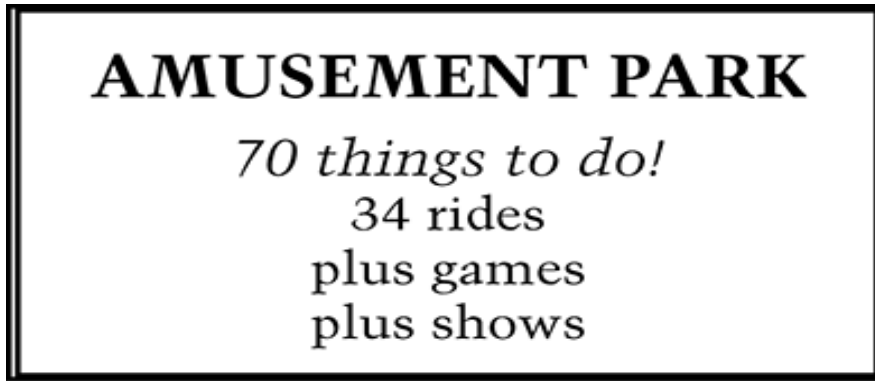 AMUSEMENT PARK
70 things to do!
34 rides
plus games
plus shows